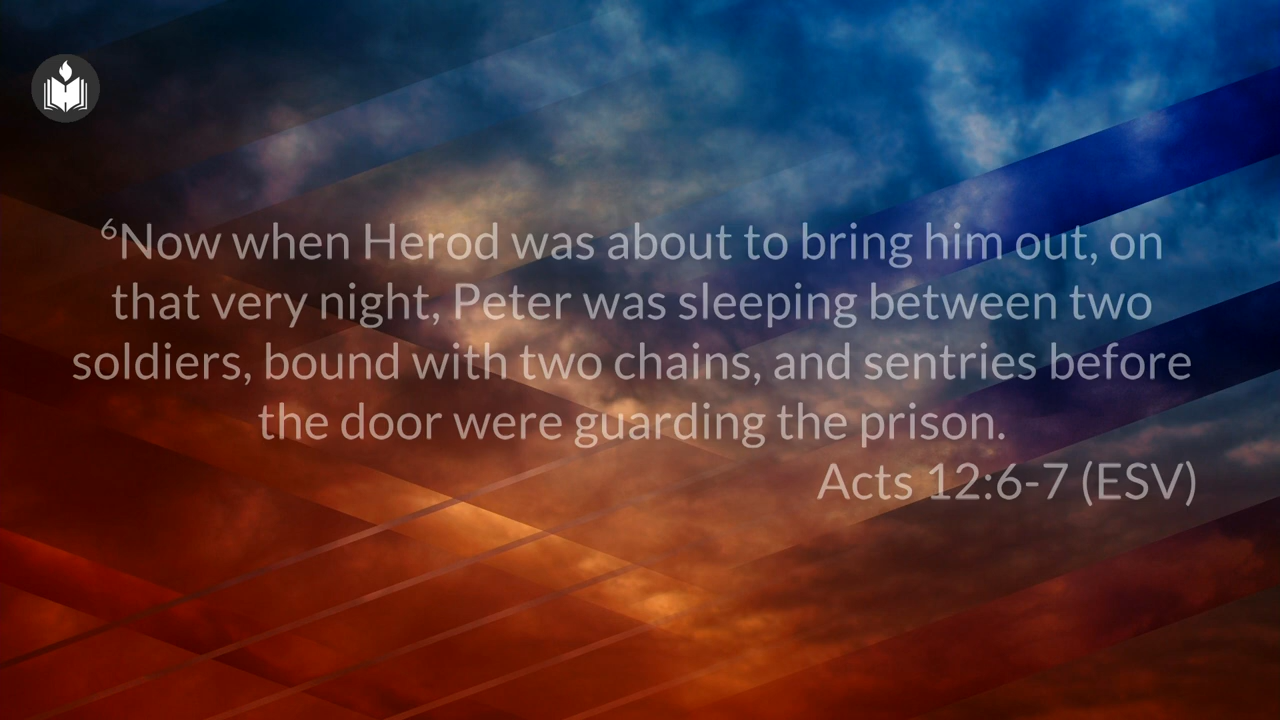 ⁶Now when Herod was about to bring him out, on
that very night, Peter was sleeping between two
soldiers, bound with two chains, and sentries before
the door were guarding the prison.
Acts 12:6-7 (ESV)